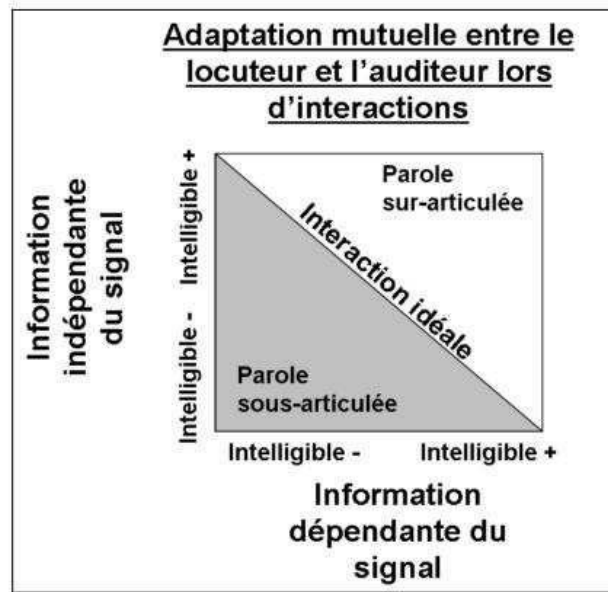 Adaptation mutuelle entre le
locuteur et l'auditeur lors
d'interactions
Information
indépendante
du signal
Intelligible +
Intelligible -
Parole
sur-articulée
Interaction idéale
Parole
sous-articulée
Intelligible -
Intelligible +
Information
dépendante du
signal